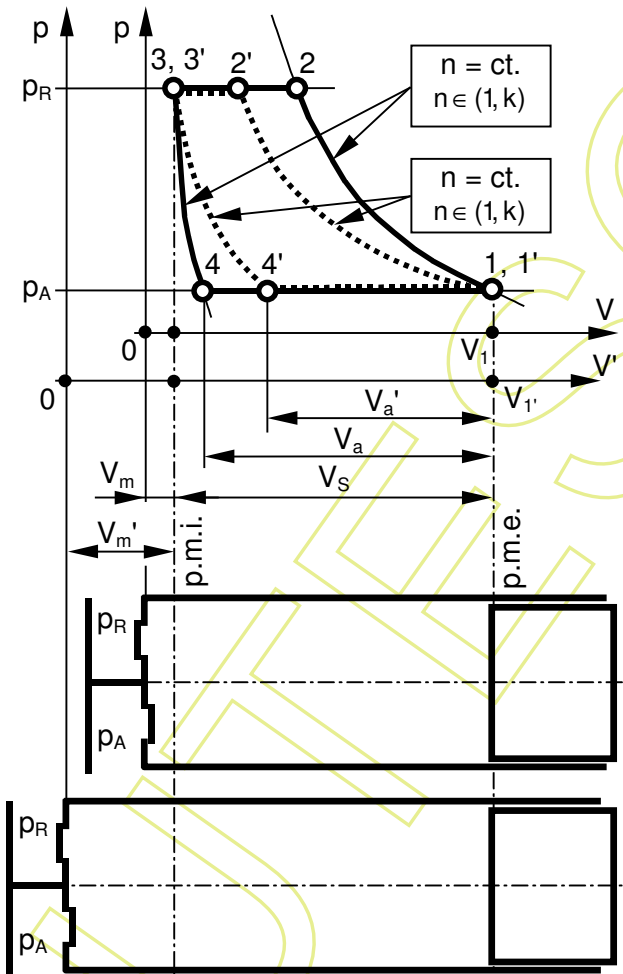 p p
3, 3' 2' 2
n = ct.
n ∈ (1, k)
p_R
n = ct.
n ∈ (1, k)
4 4' 1, 1'
p_A
0 V_1 V
0 V_1' V'
V_a'
V_a
V_m V_S
V_m'
p.m.i. p.m.e.
p_R
p_A
p_R
p_A